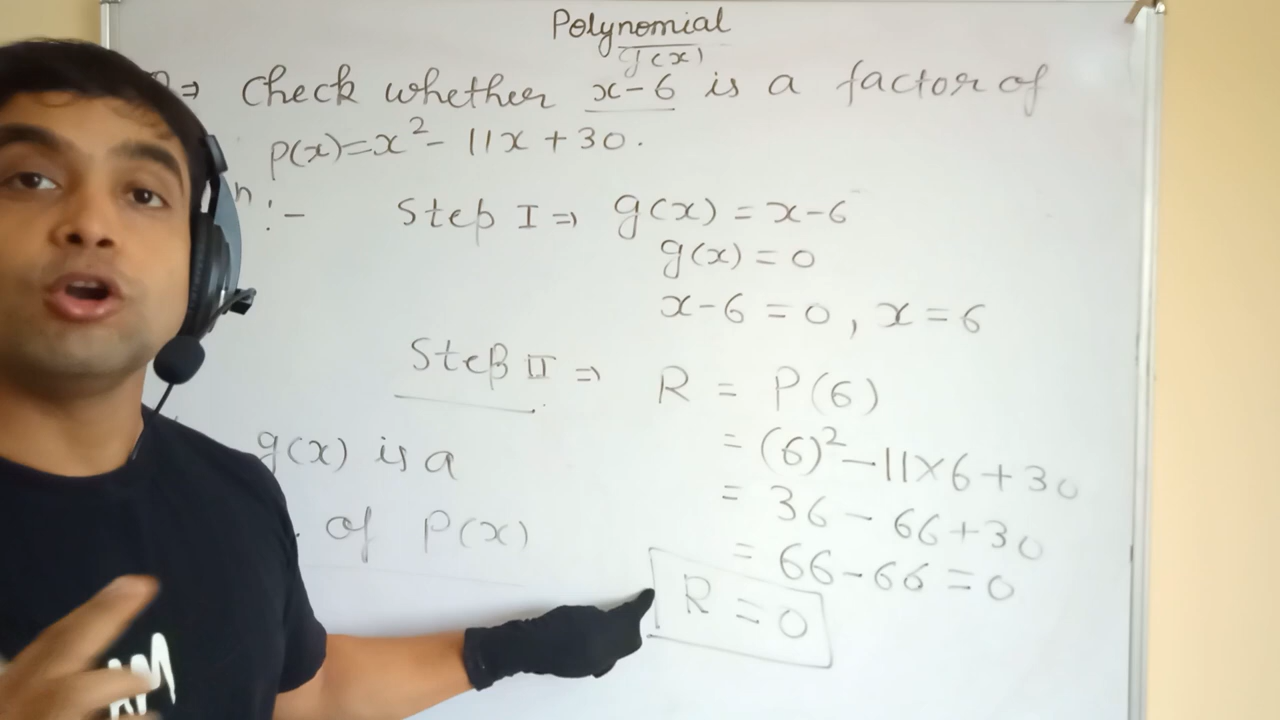 Polynomial
g(x)
⇒ Check whether x-6 is a factor of
p(x)=x²- 11x + 30.
n :- Step I ⇒ g(x) = x-6
g(x) = 0
x-6 = 0, x = 6
Step II ⇒ R = P(6)
= (6)²-11×6+30
= 36 - 66+30
= 66-66 = 0
R = 0
g(x) is a
of P(x)
AM